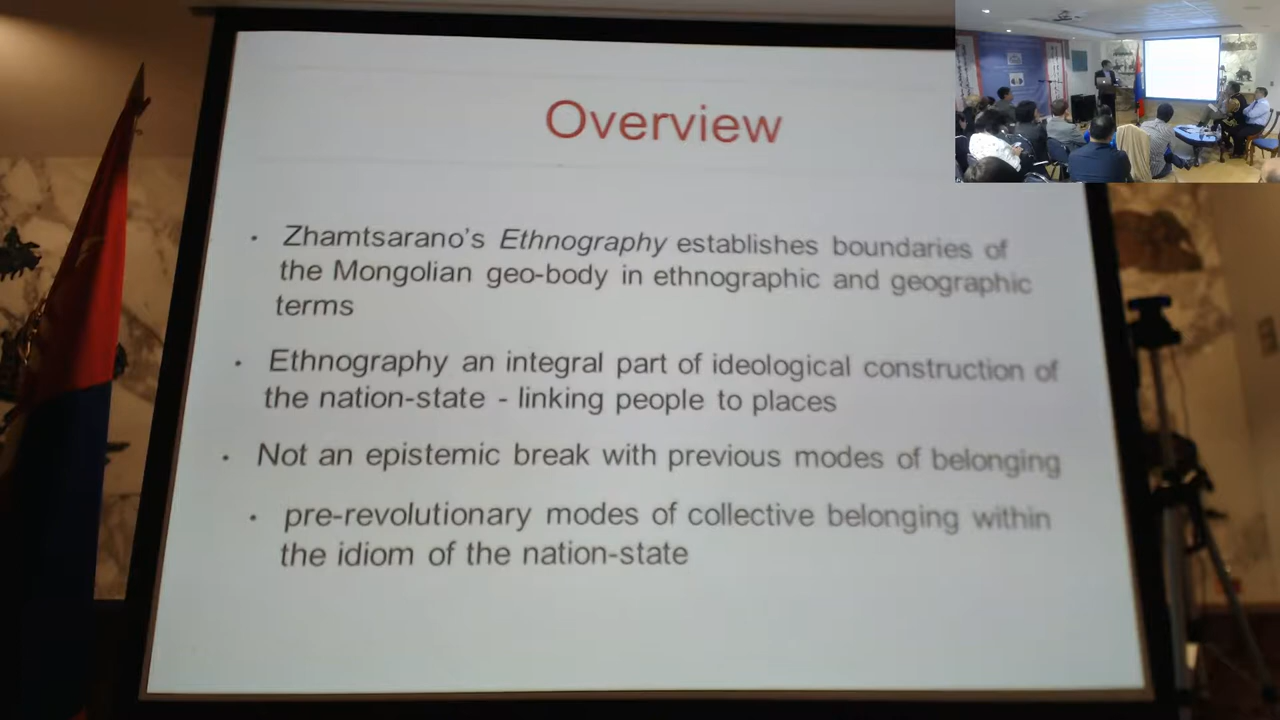 Overview
· Zhamtsarano's Ethnography establishes boundaries of
the Mongolian geo-body in ethnographic and geographic
terms
· Ethnography an integral part of ideological construction of
the nation-state - linking people to places
· Not an epistemic break with previous modes of belonging
· pre-revolutionary modes of collective belonging within
the idiom of the nation-state